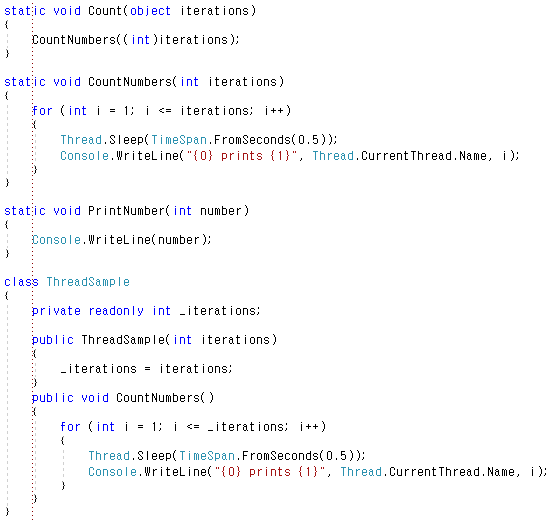 static void Count(object iterations)
{
CountNumbers((int)iterations);
}
static void CountNumbers(int iterations)
{
for (int i = 1; i <= iterations; i++)
{
Thread.Sleep(TimeSpan.FromSeconds(0.5));
Console.WriteLine("{0} prints {1}", Thread.CurrentThread.Name, i);
}
}
static void PrintNumber(int number)
{
Console.WriteLine(number);
}
class ThreadSample
{
private readonly int _iterations;
public ThreadSample(int iterations)
{
_iterations = iterations;
}
public void CountNumbers()
{
for (int i = 1; i <= _iterations; i++)
{
Thread.Sleep(TimeSpan.FromSeconds(0.5));
Console.WriteLine("{0} prints {1}", Thread.CurrentThread.Name, i);
}
}
}